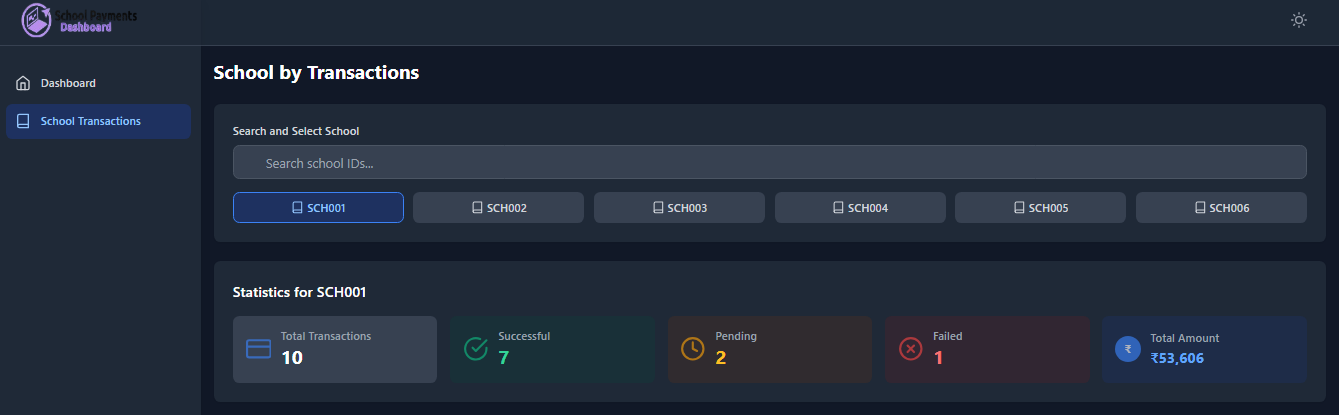 School Payments
Dashboard
Dashboard
School Transactions
School by Transactions
Search and Select School
Search school IDs...
SCH001
SCH002
SCH003
SCH004
SCH005
SCH006
Statistics for SCH001
Total Transactions
10
Successful
7
Pending
2
Failed
1
₹
Total Amount
₹53,606